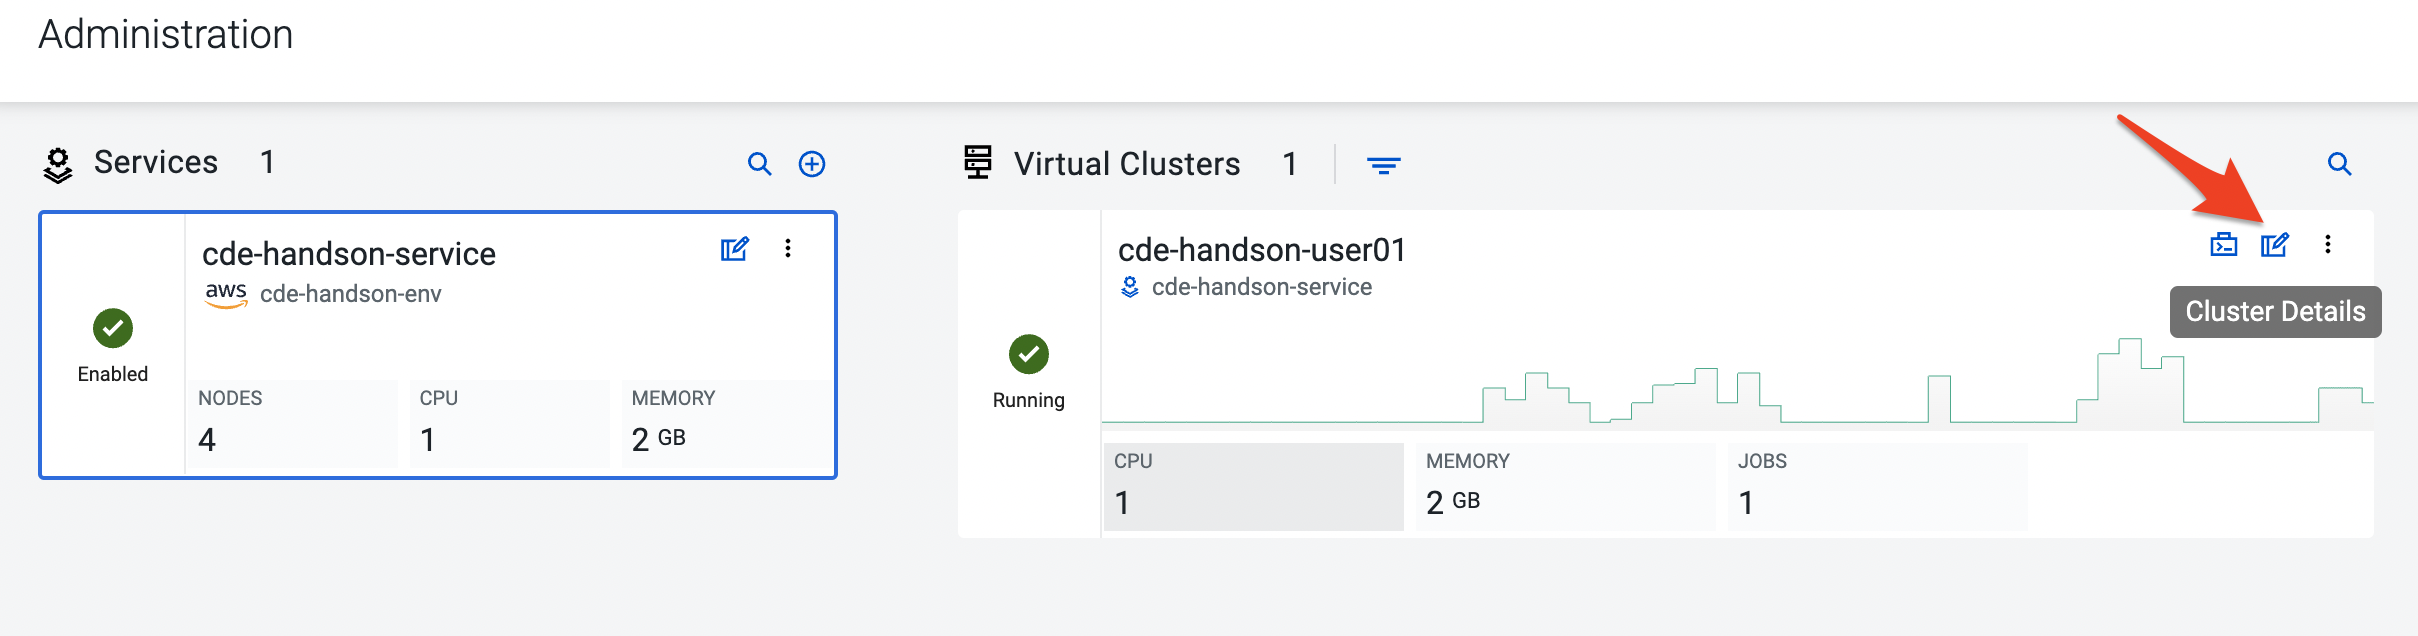 Administration
Services 1
cde-handson-service
aws cde-handson-env
Enabled
NODES CPU MEMORY
4 1 2 GB
Virtual Clusters 1
cde-handson-user01
cde-handson-service
Cluster Details
Running
CPU MEMORY JOBS
1 2 GB 1